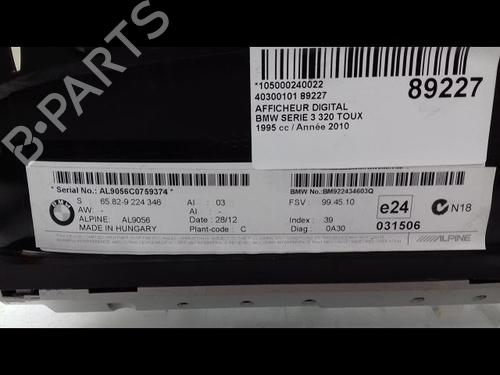 *105000240022
40300101 89227
89227
AFFICHEUR DIGITAL
BMW SERIE 3 320 TOUX
1995 cc / Année 2010
* Serial No.: AL9056C0759374 *
BMW No.:BM922434603Q
S : 65.82-9 224 346
AI : 03
FSV : 99.45.10
e24
N18
AW -
AI : -
ALPINE: AL9056
Date : 28/12
Index : 39
MADE IN HUNGARY
Plant-code : C
Diag : 0A30
031506
ALPINE
B-PARTS